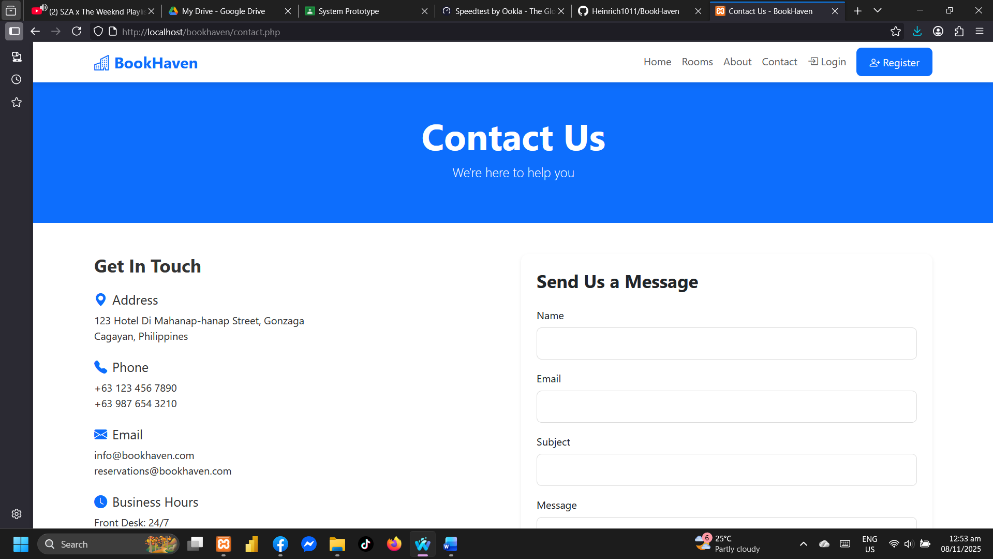 (2) SZA x The Weeknd Playli
My Drive - Google Drive
System Prototype
Speedtest by Ookla - The Glo
Heinrich1011/BookHaven
Contact Us - BookHaven
http://localhost/bookhaven/contact.php
BookHaven
Home
Rooms
About
Contact
Login
Register
Contact Us
We're here to help you
Get In Touch
Address
123 Hotel Di Mahanap-hanap Street, Gonzaga
Cagayan, Philippines
Phone
+63 123 456 7890
+63 987 654 3210
Email
info@bookhaven.com
reservations@bookhaven.com
Business Hours
Front Desk: 24/7
Send Us a Message
Name
Email
Subject
Message
Search
6
25°C
Partly cloudy
ENG
US
12:53 am
08/11/2025